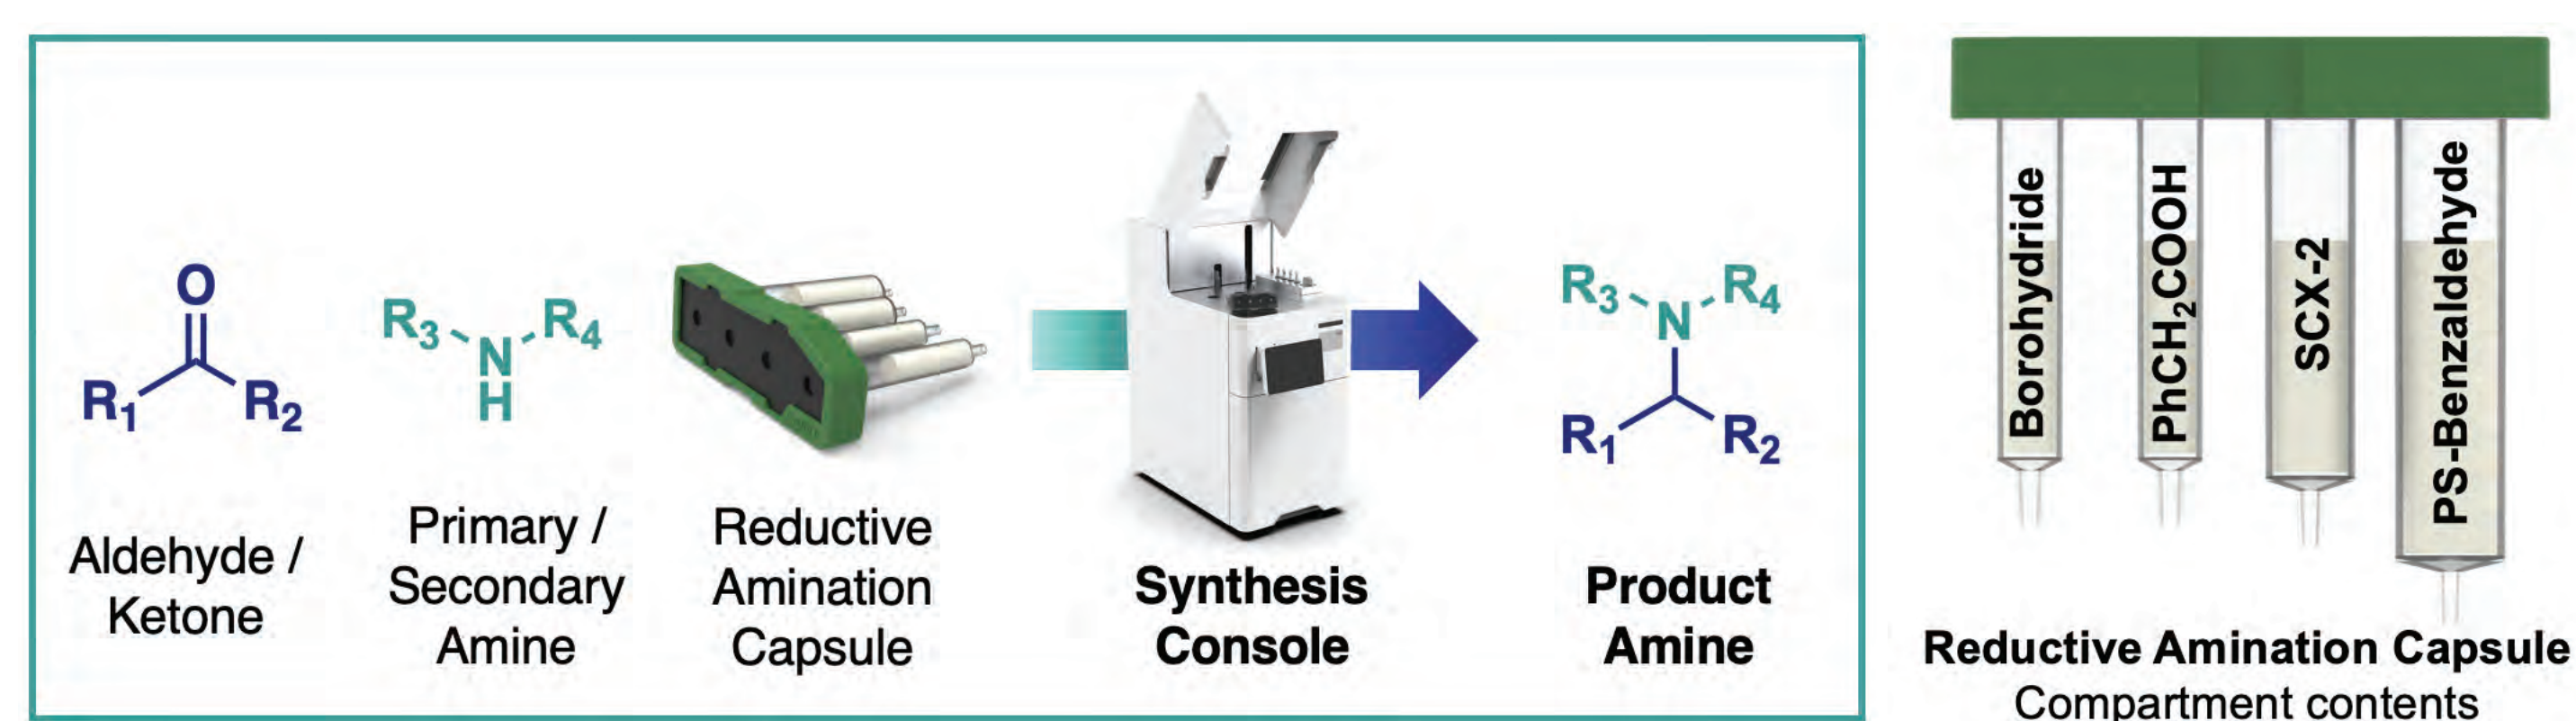 O
R1
R2
Aldehyde /
Ketone
R3
R4
N
H
Primary /
Secondary
Amine
Reductive
Amination
Capsule
Synthesis
Console
R3
R4
N
R1
R2
Product
Amine
Borohydride
PhCH2COOH
SCX-2
PS-Benzaldehyde
Reductive Amination Capsule
Compartment contents